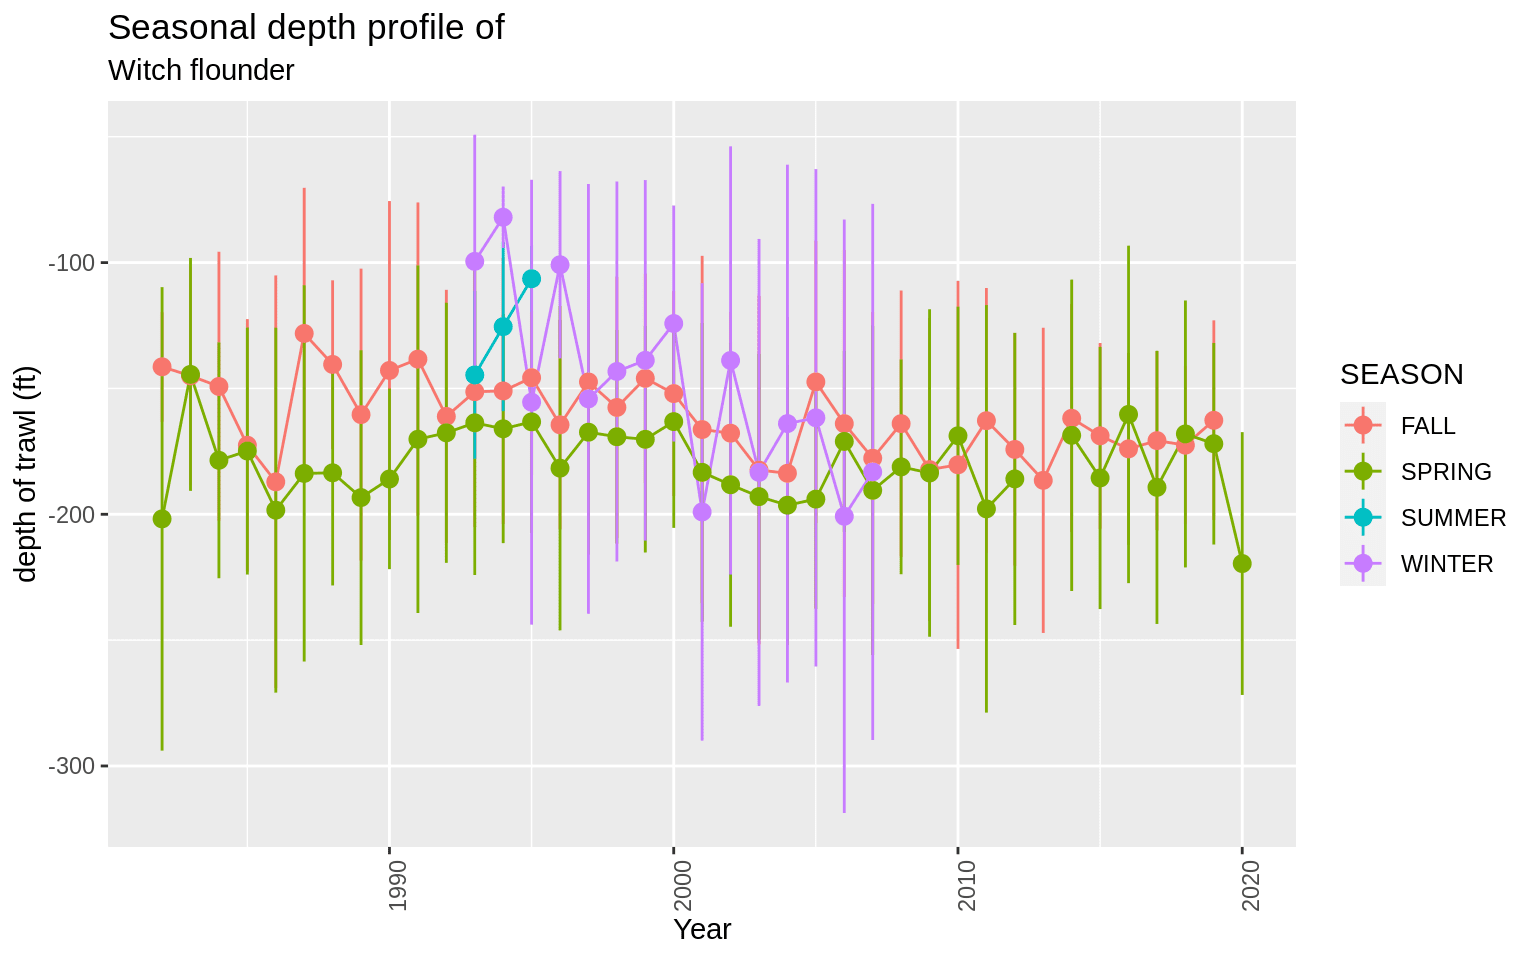 Seasonal depth profile of
Witch flounder
depth of trawl (ft)
-100
-200
-300
1990
2000
2010
2020
Year
SEASON
FALL
SPRING
SUMMER
WINTER